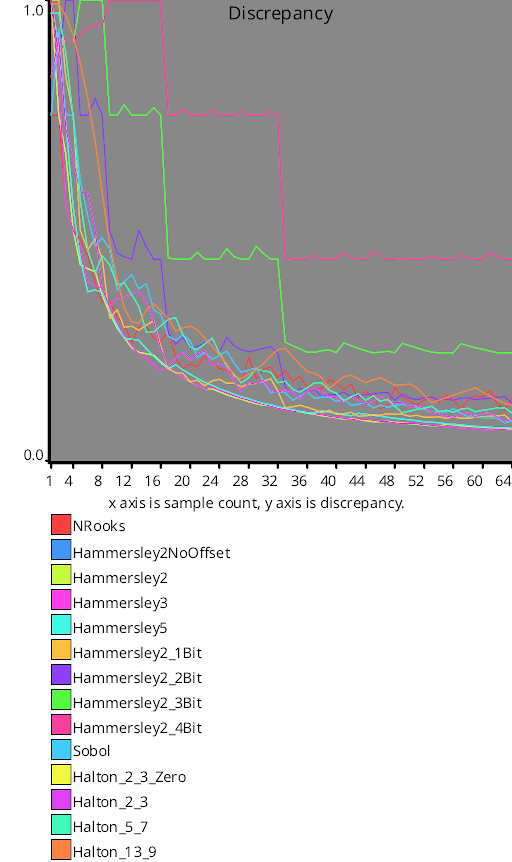 Discrepancy
1.0
0.0
1 4 8 12 16 20 24 28 32 36 40 44 48 52 56 60 64
x axis is sample count, y axis is discrepancy.
NRooks
Hammersley2NoOffset
Hammersley2
Hammersley3
Hammersley5
Hammersley2_1Bit
Hammersley2_2Bit
Hammersley2_3Bit
Hammersley2_4Bit
Sobol
Halton_2_3_Zero
Halton_2_3
Halton_5_7
Halton_13_9